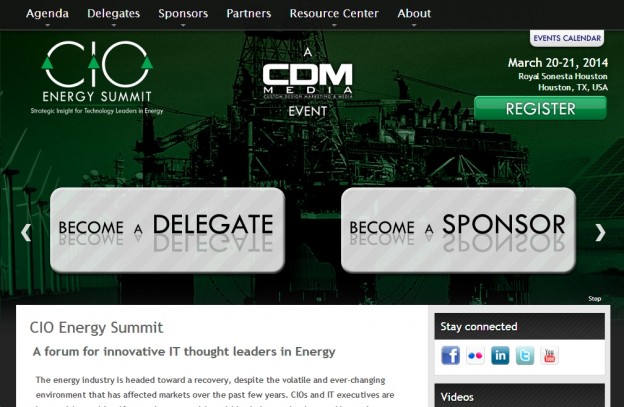 Agenda Delegates Sponsors Partners Resource Center About
EVENTS CALENDAR
CIO
ENERGY SUMMIT
Strategic Insight for Technology Leaders in Energy
A
CDM
MEDIA
CUSTOM DESIGN MARKETING & MEDIA
EVENT
March 20-21, 2014
Royal Sonesta Houston
Houston, TX, USA
REGISTER
BECOME A DELEGATE
BECOME A SPONSOR
Stop
CIO Energy Summit
A forum for innovative IT thought leaders in Energy
The energy industry is headed toward a recovery, despite the volatile and ever-changing
environment that has affected markets over the past few years. CIOs and IT executives are
Stay connected
f
in
t
You
Tube
Videos